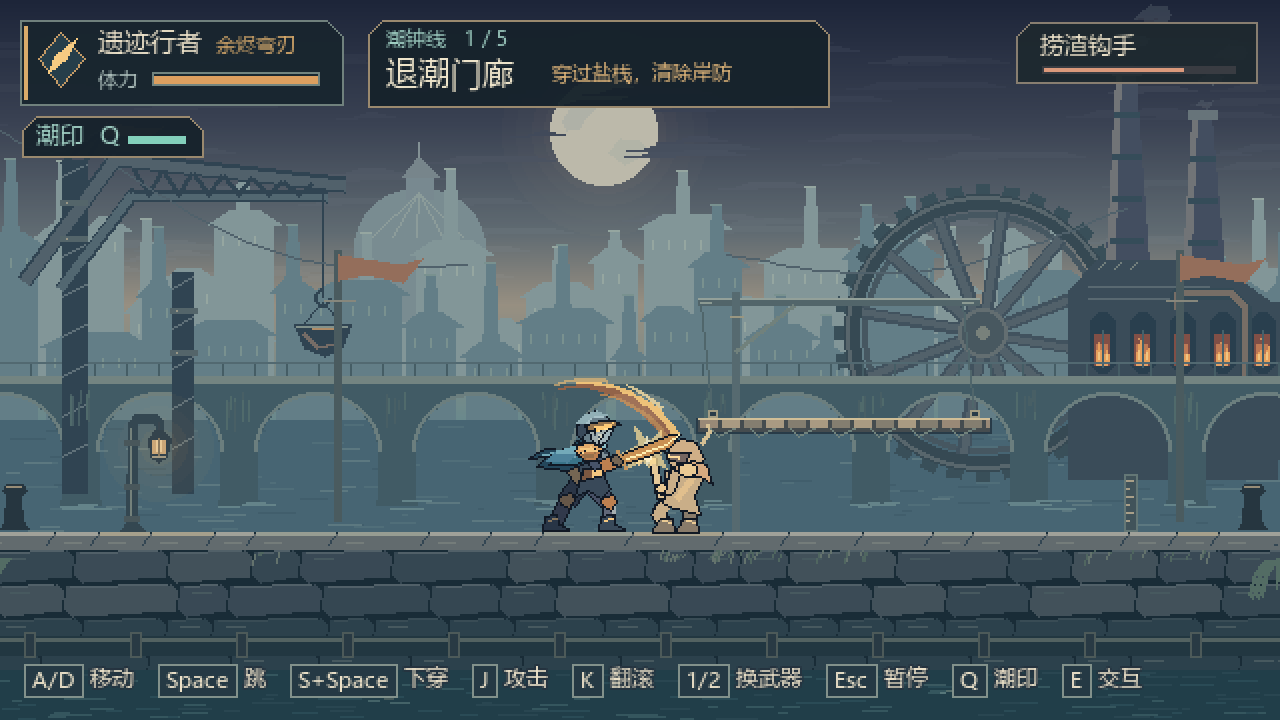 遗迹行者 余烬弯刃
体力
潮印 Q
潮钟线 1 / 5
退潮门廊 穿过盐栈，清除岸防
捞渣钩手
A/D 移动 Space 跳 S+Space 下穿 J 攻击 K 翻滚 1/2 换武器 Esc 暂停 Q 潮印 E 交互